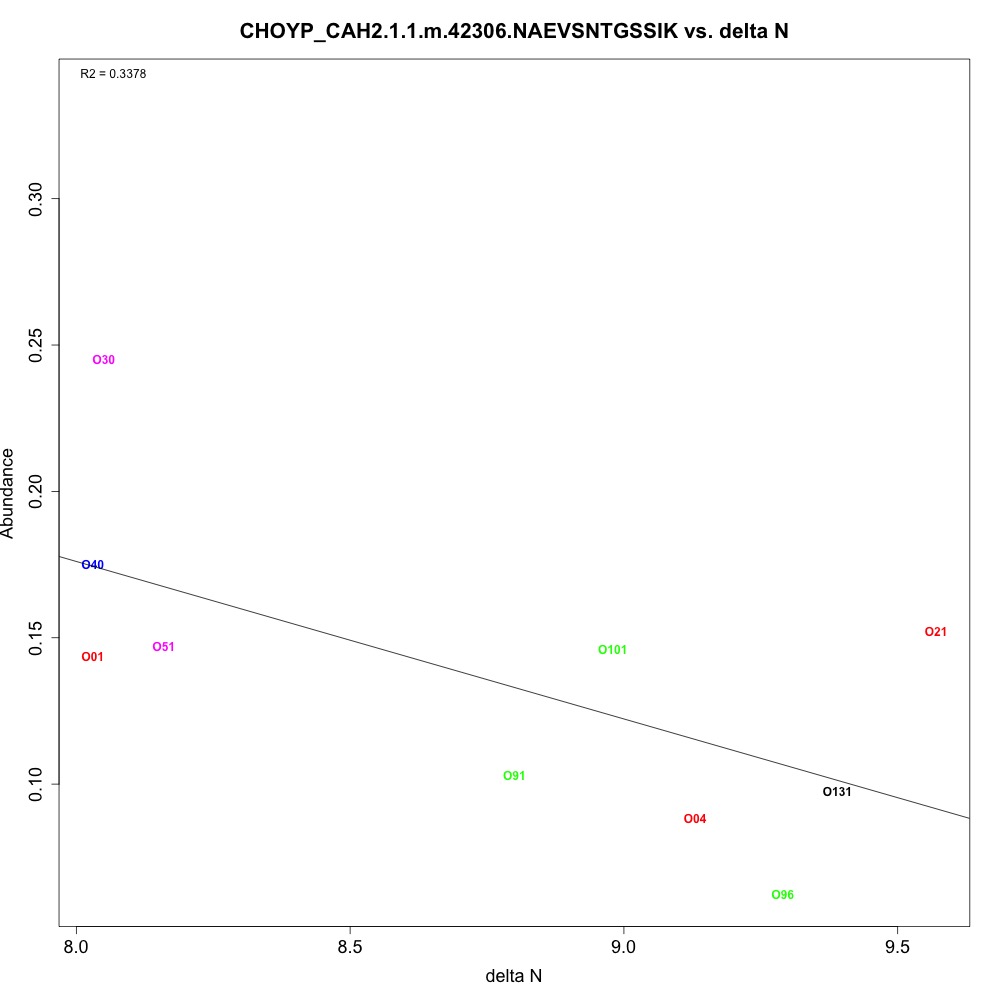 CHOYP_CAH2.1.1.m.42306.NAEVSNTGSSIK vs. delta N
R2 = 0.3378
0.30
0.25
0.20
0.15
0.10
Abundance
O30
O40
O51
O01
O101
O21
O91
O131
O04
O96
8.0 8.5 9.0 9.5
delta N